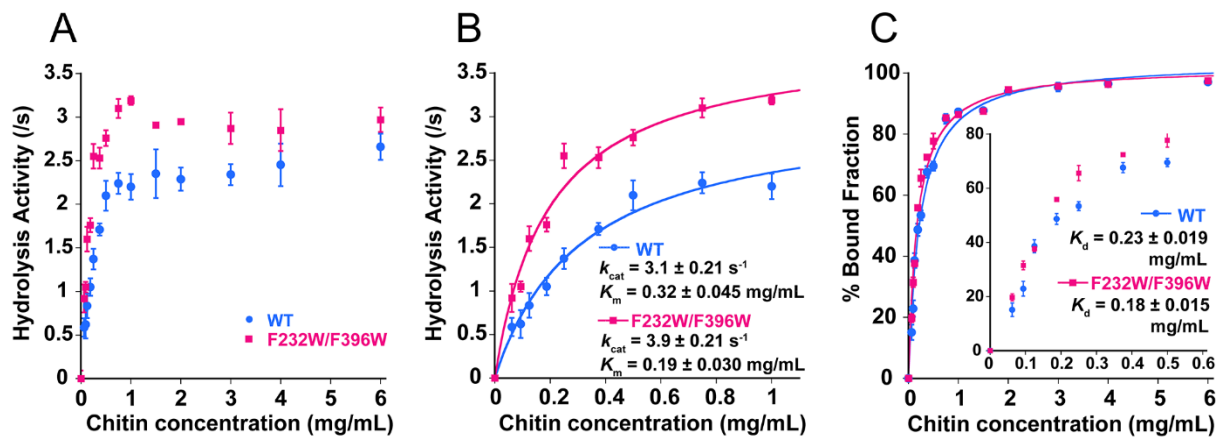 A
Hydrolysis Activity (/s)
3.5
3
2.5
2
1.5
1
0.5
0
WT
F232W/F396W
0 1 2 3 4 5 6
Chitin concentration (mg/mL)
B
Hydrolysis Activity (/s)
3.5
3
2.5
2
1.5
1
0.5
0
WT
kcat = 3.1 ± 0.21 s⁻¹
Km = 0.32 ± 0.045 mg/mL
F232W/F396W
kcat = 3.9 ± 0.21 s⁻¹
Km = 0.19 ± 0.030 mg/mL
0 0.2 0.4 0.6 0.8 1
Chitin concentration (mg/mL)
C
% Bound Fraction
100
80
60
40
20
0
80
60
40
20
0
WT
Kd = 0.23 ± 0.019
mg/mL
F232W/F396W
Kd = 0.18 ± 0.015
mg/mL
0 0.1 0.2 0.3 0.4 0.5 0.6
0 1 2 3 4 5 6
Chitin concentration (mg/mL)